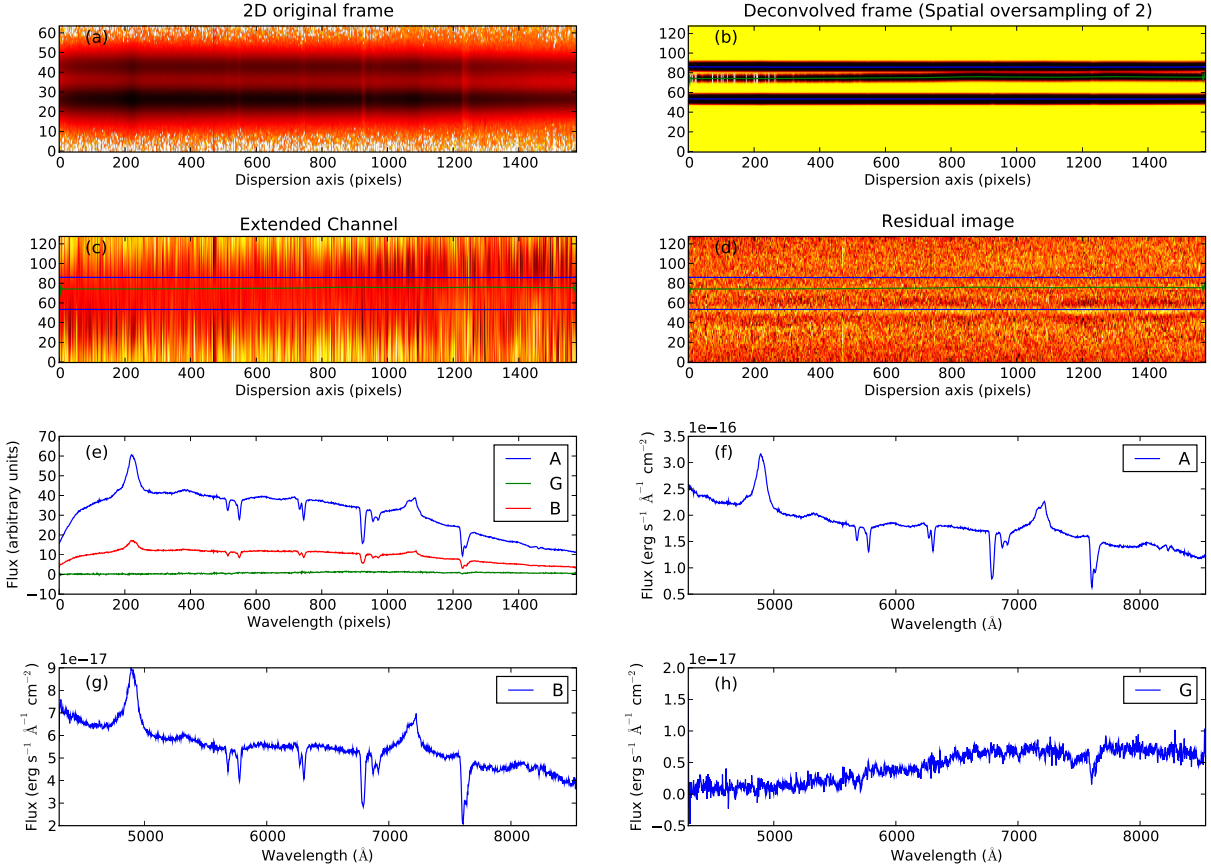 2D original frame
(a)
60
50
40
30
20
10
0
0 200 400 600 800 1000 1200 1400
Dispersion axis (pixels)
Deconvolved frame (Spatial oversampling of 2)
(b)
120
100
80
60
40
20
0
0 200 400 600 800 1000 1200 1400
Dispersion axis (pixels)
Extended Channel
(c)
120
100
80
60
40
20
0
0 200 400 600 800 1000 1200 1400
Dispersion axis (pixels)
Residual image
(d)
120
100
80
60
40
20
0
0 200 400 600 800 1000 1200 1400
Dispersion axis (pixels)
(e)
Flux (arbitrary units)
70
60
50
40
30
20
10
0
−10
A
G
B
0 200 400 600 800 1000 1200 1400
Wavelength (pixels)
1e−16
(f)
Flux (erg s⁻¹ Å⁻¹ cm⁻²)
3.5
3.0
2.5
2.0
1.5
1.0
0.5
A
5000 6000 7000 8000
Wavelength (Å)
1e−17
(g)
Flux (erg s⁻¹ Å⁻¹ cm⁻²)
9
8
7
6
5
4
3
2
B
5000 6000 7000 8000
Wavelength (Å)
1e−17
(h)
Flux (erg s⁻¹ Å⁻¹ cm⁻²)
2.0
1.5
1.0
0.5
0.0
−0.5
G
5000 6000 7000 8000
Wavelength (Å)